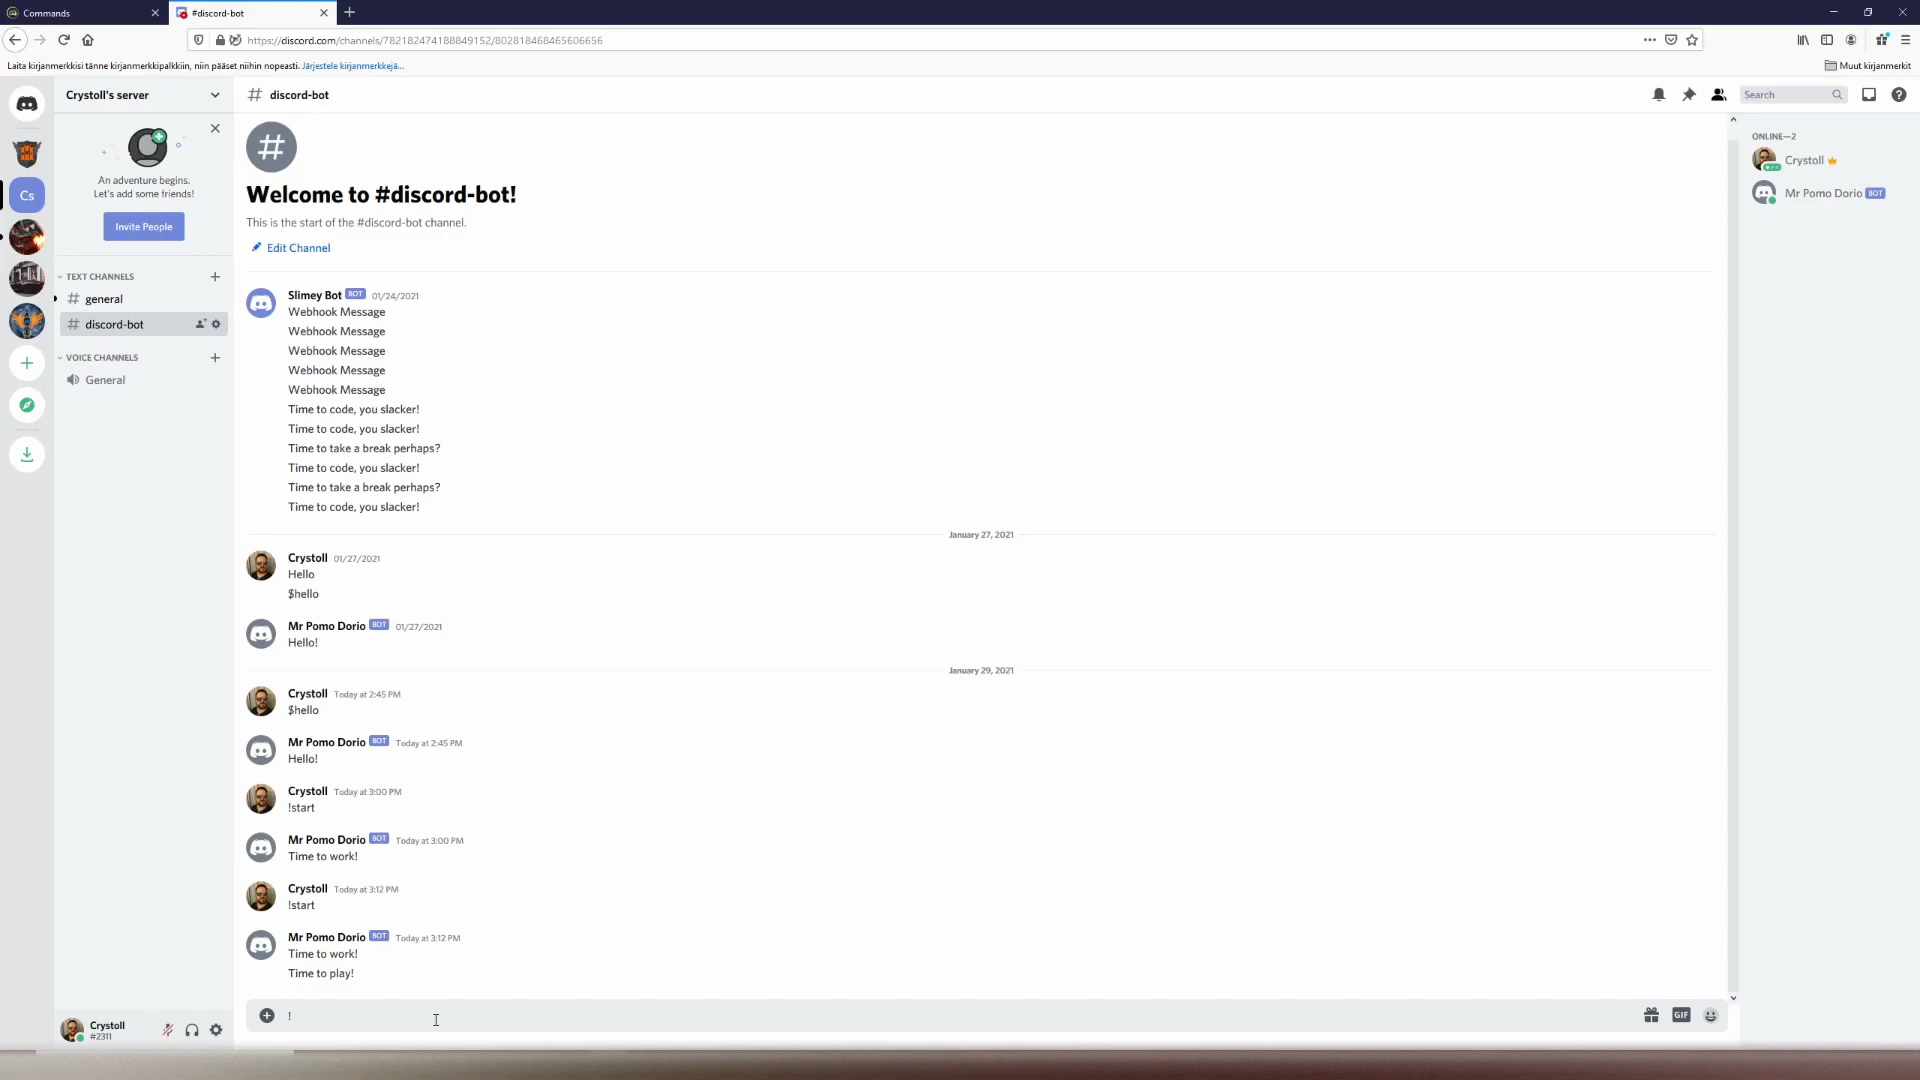 Commands
#discord-bot
https://discord.com/channels/782182474188849152/802818468465606656
Laita kirjanmerkkisi tänne kirjanmerkkipalkkiin, niin pääset niihin nopeasti. Järjestele kirjanmerkkejä...
Muut kirjanmerkit
Crystoll's server
# discord-bot
Search
An adventure begins.
Let's add some friends!
Invite People
Cs
TEXT CHANNELS
# general
# discord-bot
VOICE CHANNELS
General
#
Welcome to #discord-bot!
This is the start of the #discord-bot channel.
Edit Channel
Slimey Bot BOT 01/24/2021
Webhook Message
Webhook Message
Webhook Message
Webhook Message
Webhook Message
Time to code, you slacker!
Time to code, you slacker!
Time to take a break perhaps?
Time to code, you slacker!
Time to take a break perhaps?
Time to code, you slacker!
January 27, 2021
Crystoll 01/27/2021
Hello
$hello
Mr Pomo Dorio BOT 01/27/2021
Hello!
January 29, 2021
Crystoll Today at 2:45 PM
$hello
Mr Pomo Dorio BOT Today at 2:45 PM
Hello!
Crystoll Today at 3:00 PM
!start
Mr Pomo Dorio BOT Today at 3:00 PM
Time to work!
Crystoll Today at 3:12 PM
!start
Mr Pomo Dorio BOT Today at 3:12 PM
Time to work!
Time to play!
!
GIF
ONLINE—2
Crystoll
Mr Pomo Dorio BOT
Crystoll
#2311